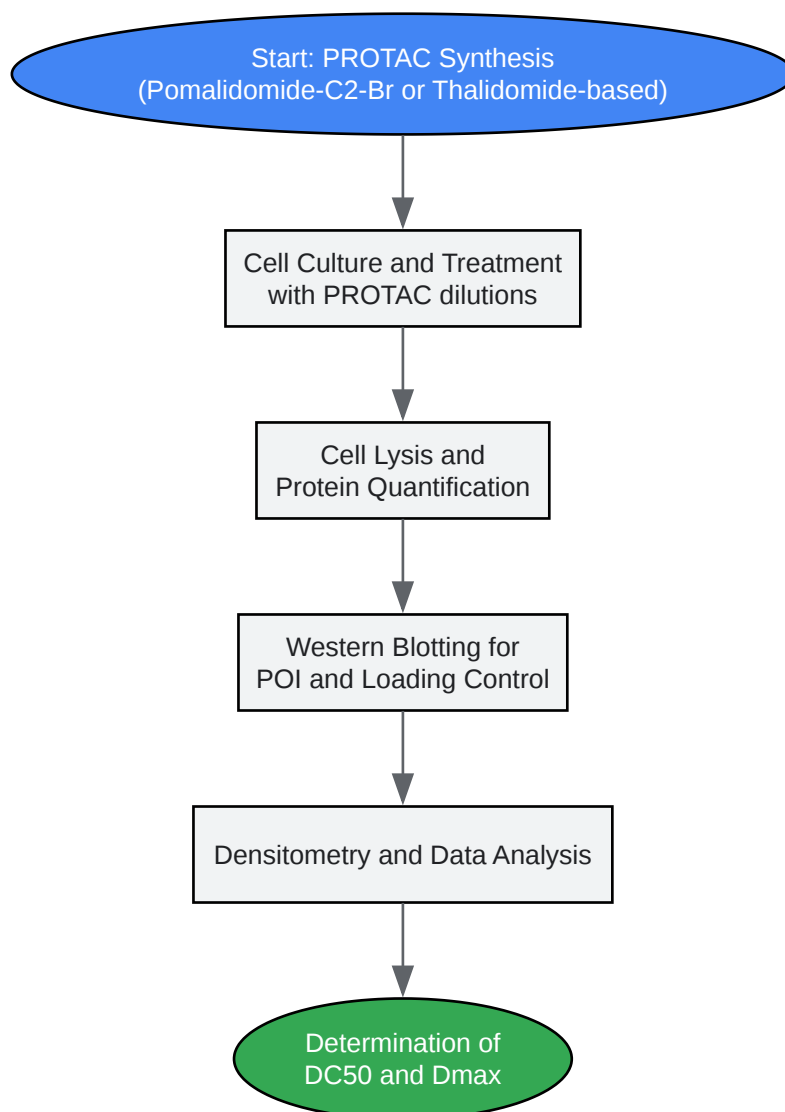 Start: PROTAC Synthesis
(Pomalidomide-C2-Br or Thalidomide-based)
Cell Culture and Treatment
with PROTAC dilutions
Cell Lysis and
Protein Quantification
Western Blotting for
POI and Loading Control
Densitometry and Data Analysis
Determination of
DC50 and Dmax